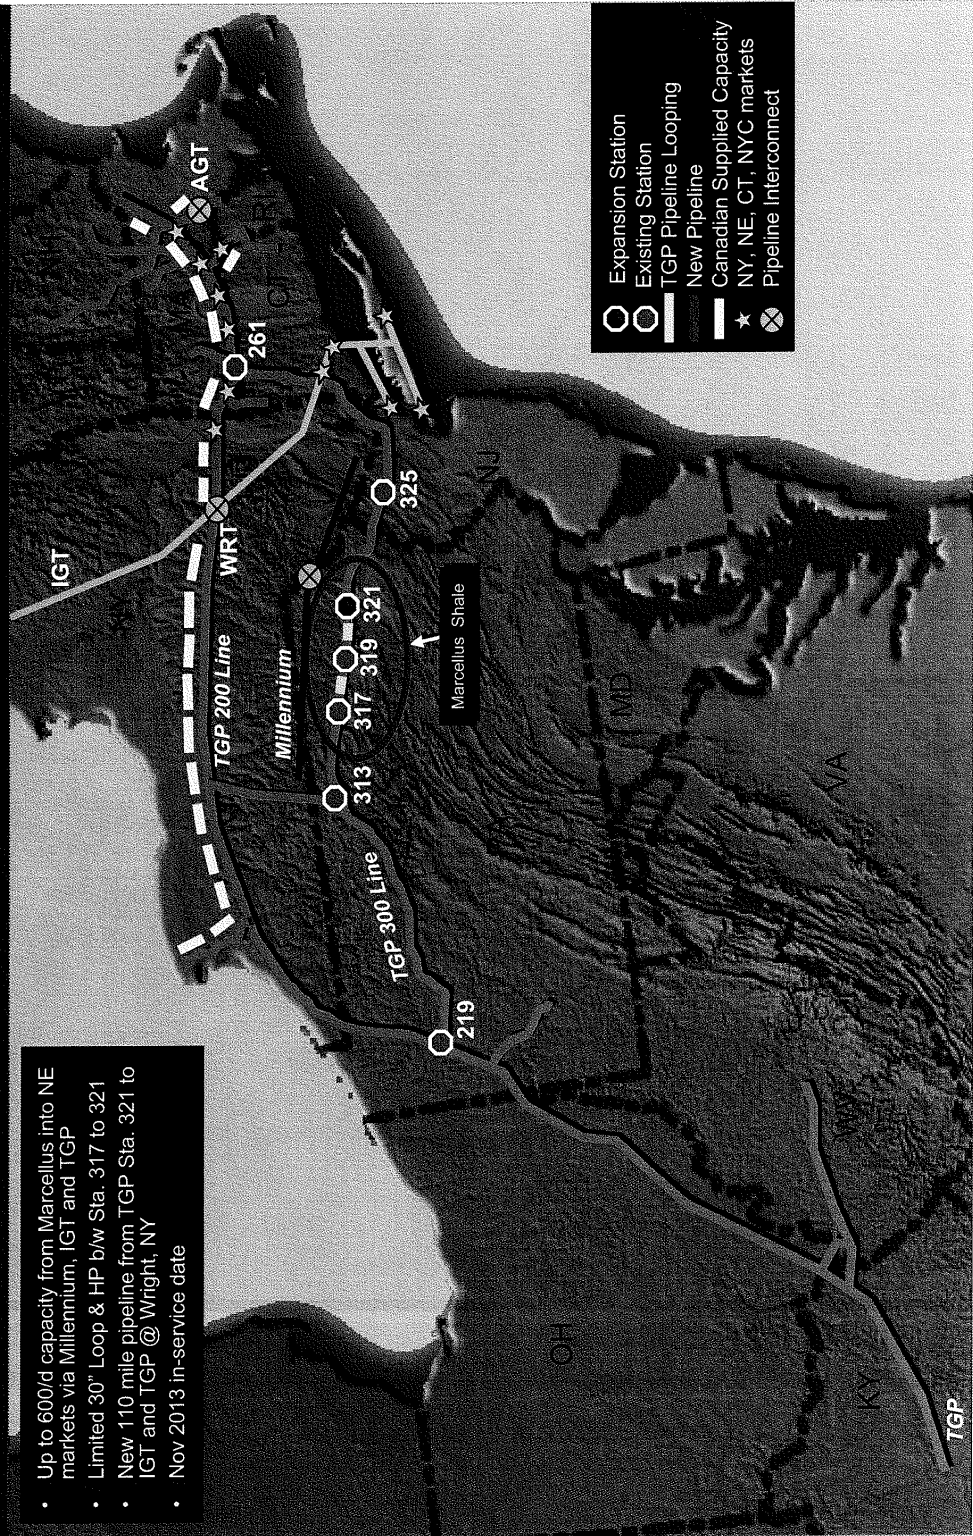 • Up to 600/d capacity from Marcellus into NE
markets via Millennium, IGT and TGP
• Limited 30" Loop & HP b/w Sta. 317 to 321
• New 110 mile pipeline from TGP Sta. 321 to
IGT and TGP @ Wright, NY
• Nov 2013 in-service date
IGT
AGT
WRT
261
TGP 200 Line
Millennium
313
317
319
321
325
TGP 300 Line
219
Marcellus Shale
TGP
OH
KY
WV
VA
MD
NJ
CT
RI
Expansion Station
Existing Station
TGP Pipeline Looping
New Pipeline
Canadian Supplied Capacity
NY, NE, CT, NYC markets
Pipeline Interconnect